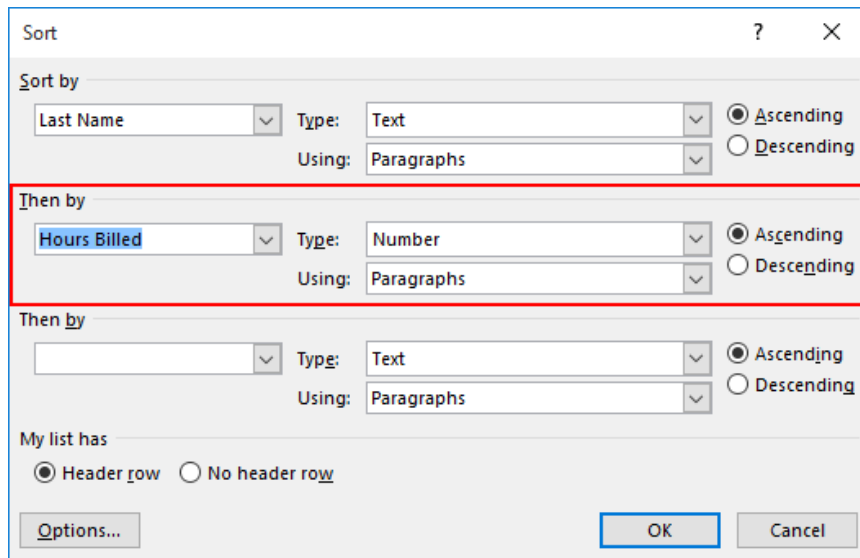 Sort ?
Sort by
Last Name Type: Text Ascending
Descending
Using: Paragraphs
Then by
Hours Billed Type: Number Ascending
Descending
Using: Paragraphs
Then by
Type: Text Ascending
Descending
Using: Paragraphs
My list has
Header row No header row
Options... OK Cancel